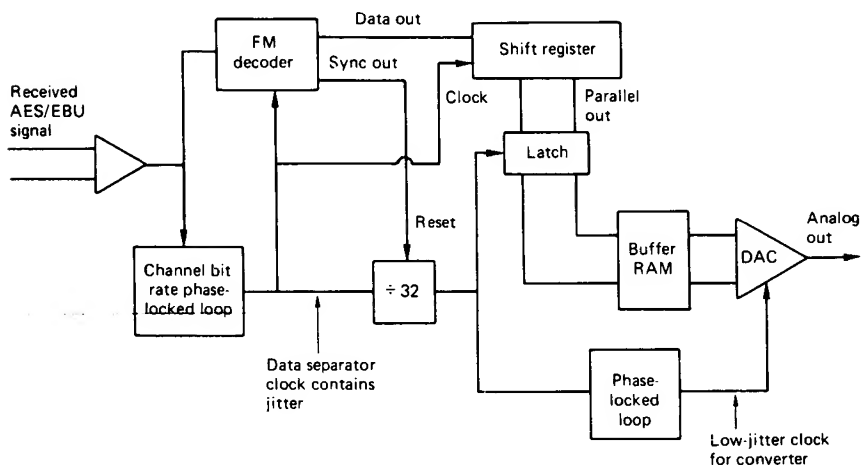 Data out
FM
decoder
Shift register
Sync out
Received
AES/EBU
signal
Clock
Parallel
out
Latch
Reset
Analog
out
Buffer
RAM
DAC
Channel bit
rate phase-
locked loop
÷ 32
Data separator
clock contains
jitter
Phase-
locked
loop
Low-jitter clock
for converter